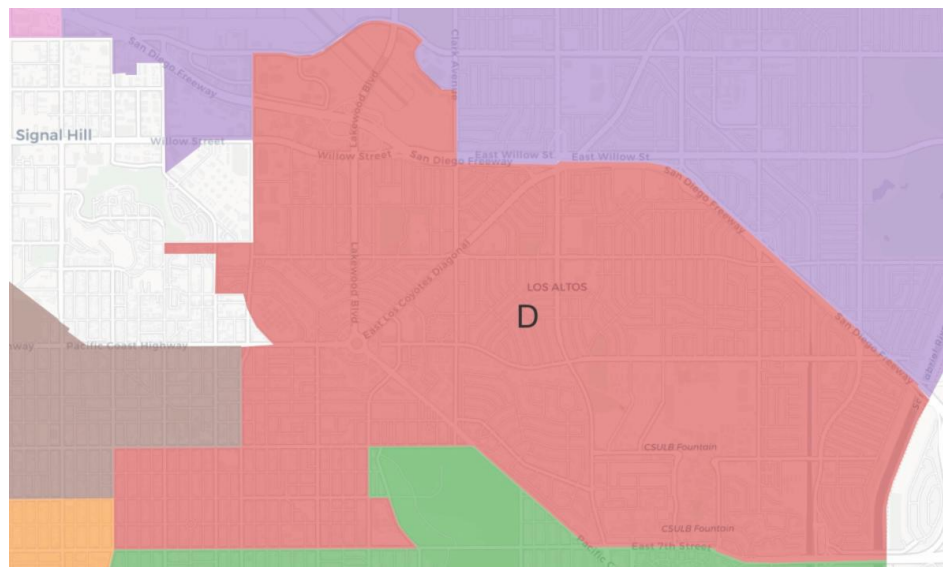 San Diego Freeway
Clark Avenue
Lakewood Blvd
Signal Hill
Willow Street
Willow Street
San Diego Freeway
East Willow St.
East Willow St.
San Diego Freeway
Lakewood Blvd
East Los Coyotes Diagonal
LOS ALTOS
D
San Diego Freeway
eway
Pacific Coast Highway
CSULB Fountain
CSULB Fountain
East 7th Street
Pacific C